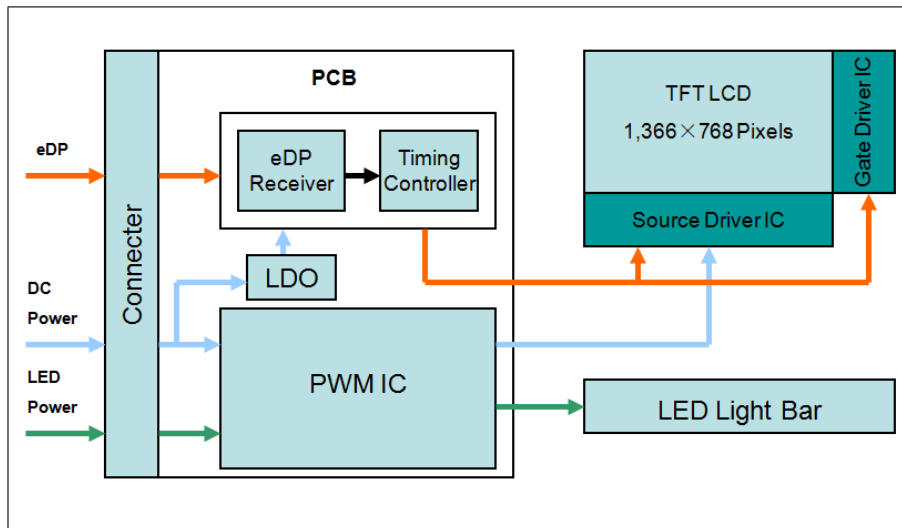 PCB
eDP
Connecter
eDP
Receiver
Timing
Controller
TFT LCD
1,366×768 Pixels
Gate Driver IC
Source Driver IC
LDO
DC
Power
PWM IC
LED
Power
LED Light Bar